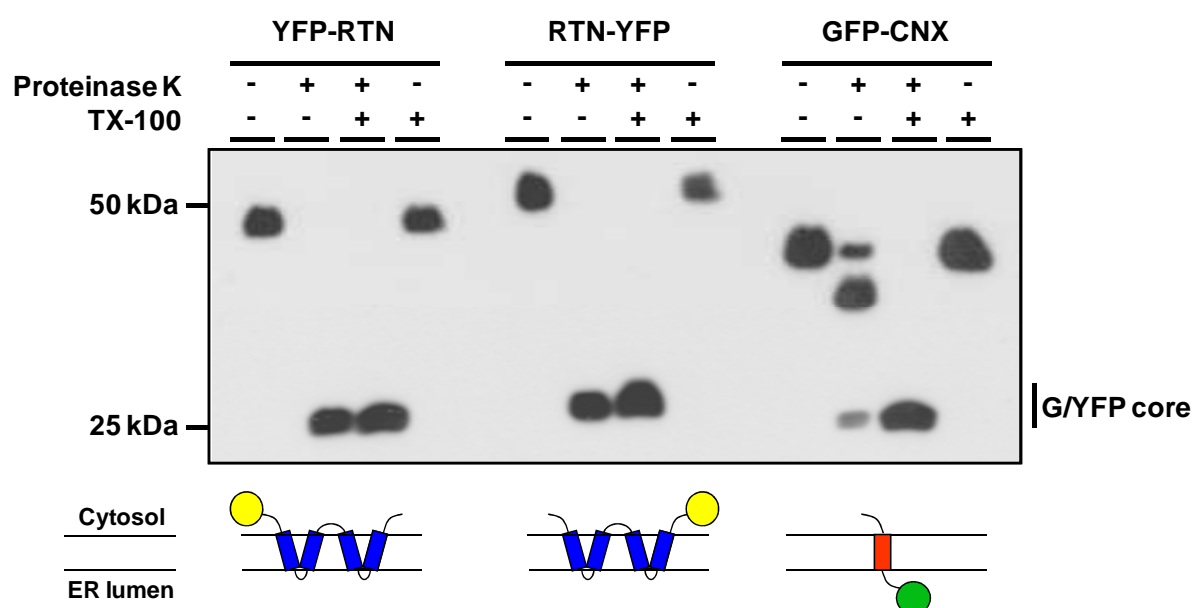 YFP-RTN RTN-YFP GFP-CNX
Proteinase K - + + - - + + - - + + -
TX-100 - - + + - - + + - - + +
50 kDa
G/YFP core
25 kDa
Cytosol
ER lumen